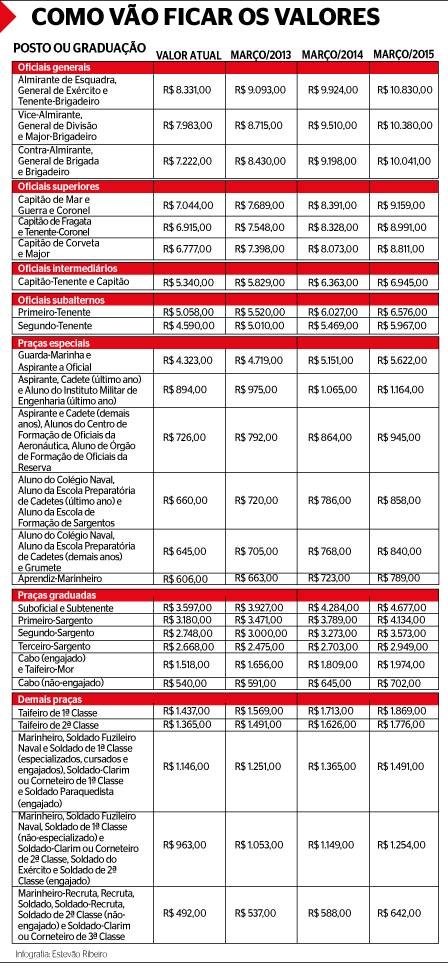 COMO VÃO FICAR OS VALORES
POSTO OU GRADUAÇÃO VALOR ATUAL MARÇO/2013 MARÇO/2014 MARÇO/2015
Oficiais generais
Almirante de Esquadra,
General de Exército e
Tenente-Brigadeiro
R$ 8.331,00 R$ 9.093,00 R$ 9.924,00 R$ 10.830,00
Vice-Almirante,
General de Divisão
e Major-Brigadeiro
R$ 7.983,00 R$ 8.715,00 R$ 9.510,00 R$ 10.380,00
Contra-Almirante,
General de Brigada
e Brigadeiro
R$ 7.222,00 R$ 8.430,00 R$ 9.198,00 R$ 10.041,00
Oficiais superiores
Capitão de Mar e
Guerra e Coronel
R$ 7.044,00 R$ 7.689,00 R$ 8.391,00 R$ 9.159,00
Capitão de Fragata
e Tenente-Coronel
R$ 6.915,00 R$ 7.548,00 R$ 8.328,00 R$ 8.991,00
Capitão de Corveta
e Major
R$ 6.777,00 R$ 7.398,00 R$ 8.073,00 R$ 8.811,00
Oficiais intermediários
Capitão-Tenente e Capitão R$ 5.340,00 R$ 5.829,00 R$ 6.363,00 R$ 6.945,00
Oficiais subalternos
Primeiro-Tenente R$ 5.058,00 R$ 5.520,00 R$ 6.027,00 R$ 6.576,00
Segundo-Tenente R$ 4.590,00 R$ 5.010,00 R$ 5.469,00 R$ 5.967,00
Praças especiais
Guarda-Marinha e
Aspirante a Oficial
R$ 4.323,00 R$ 4.719,00 R$ 5.151,00 R$ 5.622,00
Aspirante, Cadete (último ano)
e Aluno do Instituto Militar de
Engenharia (último ano)
R$ 894,00 R$ 975,00 R$ 1.065,00 R$ 1.164,00
Aspirante e Cadete (demais
anos), Alunos do Centro de
Formação de Oficiais da
Aeronáutica, Aluno de Órgão
de Formação de Oficiais da
Reserva
R$ 726,00 R$ 792,00 R$ 864,00 R$ 945,00
Aluno do Colégio Naval,
Aluno da Escola Preparatória
de Cadetes (último ano) e
Aluno da Escola de
Formação de Sargentos
R$ 660,00 R$ 720,00 R$ 786,00 R$ 858,00
Aluno do Colégio Naval,
Aluno da Escola Preparatória
de Cadetes (demais anos)
e Grumete
R$ 645,00 R$ 705,00 R$ 768,00 R$ 840,00
Aprendiz-Marinheiro R$ 606,00 R$ 663,00 R$ 723,00 R$ 789,00
Praças graduadas
Suboficial e Subtenente R$ 3.597,00 R$ 3.927,00 R$ 4.284,00 R$ 4.677,00
Primeiro-Sargento R$ 3.180,00 R$ 3.471,00 R$ 3.789,00 R$ 4.134,00
Segundo-Sargento R$ 2.748,00 R$ 3.000,00 R$ 3.273,00 R$ 3.573,00
Terceiro-Sargento R$ 2.668,00 R$ 2.475,00 R$ 2.703,00 R$ 2.949,00
Cabo (engajado)
e Taifeiro-Mor
R$ 1.518,00 R$ 1.656,00 R$ 1.809,00 R$ 1.974,00
Cabo (não-engajado) R$ 540,00 R$ 591,00 R$ 645,00 R$ 702,00
Demais praças
Taifeiro de 1ª Classe R$ 1.437,00 R$ 1.569,00 R$ 1.713,00 R$ 1.869,00
Taifeiro de 2ª Classe R$ 1.365,00 R$ 1.491,00 R$ 1.626,00 R$ 1.776,00
Marinheiro, Soldado Fuzileiro
Naval e Soldado de 1ª Classe
(especializados, cursados e
engajados), Soldado-Clarim
ou Corneteiro de 1ª Classe
e Soldado Paraquedista
(engajado)
R$ 1.146,00 R$ 1.251,00 R$ 1.365,00 R$ 1.491,00
Marinheiro, Soldado Fuzileiro
Naval, Soldado de 1ª Classe
(não-especializado) e
Soldado-Clarim ou Corneteiro
de 2ª Classe, Soldado do
Exército e Soldado de 2ª
Classe (engajado)
R$ 963,00 R$ 1.053,00 R$ 1.149,00 R$ 1.254,00
Marinheiro-Recruta, Recruta,
Soldado, Soldado-Recruta,
Soldado de 2ª Classe (não-
engajado) e Soldado-Clarim
ou Corneteiro de 3ª Classe
R$ 492,00 R$ 537,00 R$ 588,00 R$ 642,00
Infografia: Estevão Ribeiro